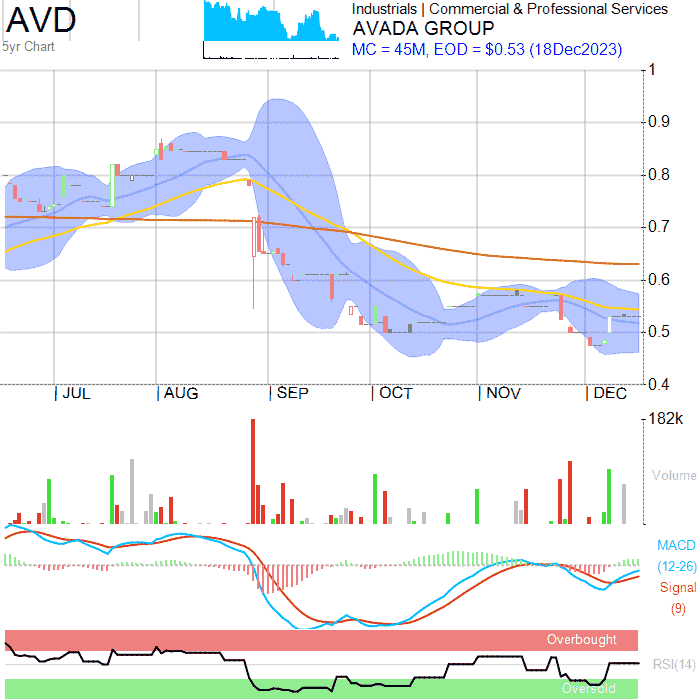 AVD
5yr Chart
Industrials | Commercial & Professional Services
AVADA GROUP
MC = 45M, EOD = $0.53 (18Dec2023)
1
0.9
0.8
0.7
0.6
0.5
0.4
JUL AUG SEP OCT NOV DEC
182k
Volume
MACD
(12-26)
Signal
(9)
Overbought
RSI(14)
Oversold